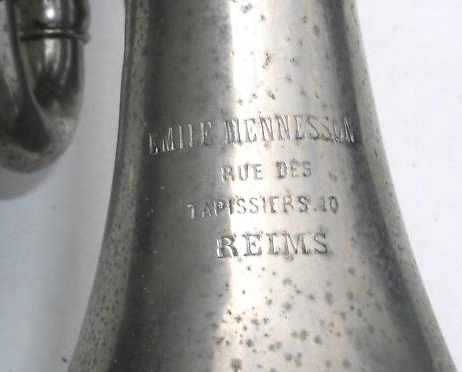 EMILE MENNESSON
RUE DES
TAPISSIERS.10
REIMS